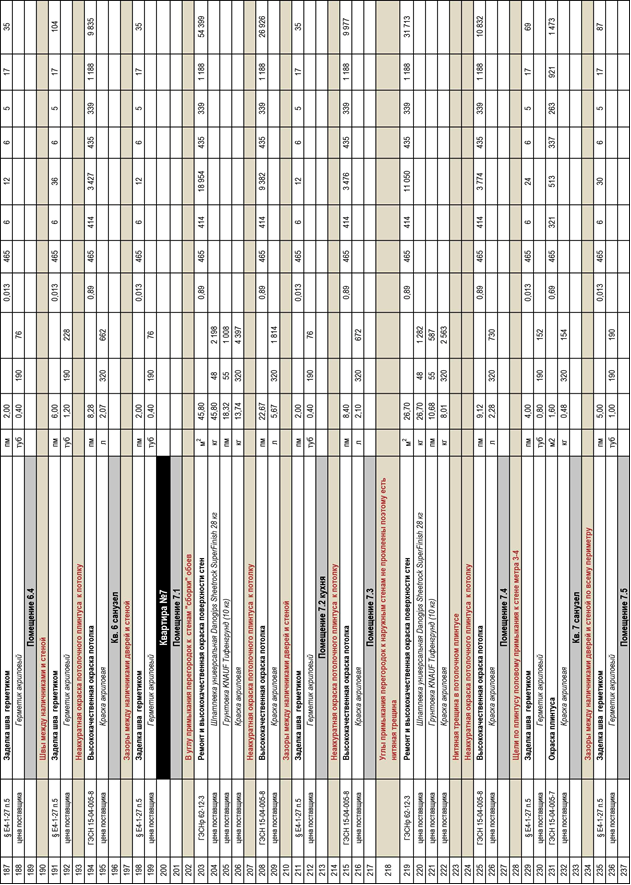 187 § Е4-1-27 п.5 Заделка шва герметиком пм 2,00 0,013 465 6 12 6 5 17 35
188 цена поставщика Герметик акриловый туб 0,40 190 76
189 Помещение 6.4
190 Швы между наличниками и стеной
191 § Е4-1-27 п.5 Заделка шва герметиком пм 6,00 0,013 465 6 36 6 5 17 104
192 цена поставщика Герметик акриловый туб 1,20 190 228
193 Неаккуратная окраска потолочного плинтуса к потолку
194 ГЭСН 15-04-005-8 Высококачественная окраска потолка пм 8,28 0,89 465 414 3 427 435 339 1 188 9 835
195 цена поставщика Краска акриловая л 2,07 320 662
196 Кв. 6 санузел
197 Зазоры между наличниками дверей и стеной
198 § Е4-1-27 п.5 Заделка шва герметиком пм 2,00 0,013 465 6 12 6 5 17 35
199 цена поставщика Герметик акриловый туб 0,40 190 76
200 Квартира №7
201 Помещение 7.1
202 В углу примыкания перегородок к стенам "сборки" обоев
203 ГЭСНр 62-12-3 Ремонт и высококачественная окраска поверхности стен м² 45,80 0,89 465 414 18 954 435 339 1 188 54 399
204 цена поставщика Шпатлевка универсальная Danogips Sheetrock SuperFinish 28 кг кг 45,80 48 2 198
205 цена поставщика Грунтовка KNAUF Тифенгрунд (10 кг) пм 18,32 55 1 008
206 цена поставщика Краска акриловая кг 13,74 320 4 397
207 Неаккуратная окраска потолочного плинтуса к потолку
208 ГЭСН 15-04-005-8 Высококачественная окраска потолка пм 22,67 0,89 465 414 9 382 435 339 1 188 26 926
209 цена поставщика Краска акриловая л 5,67 320 1 814
210 Зазоры между наличниками дверей и стеной
211 § Е4-1-27 п.5 Заделка шва герметиком пм 2,00 0,013 465 6 12 6 5 17 35
212 цена поставщика Герметик акриловый туб 0,40 190 76
213 Помещение 7.2 кухня
214 Неаккуратная окраска потолочного плинтуса к потолку
215 ГЭСН 15-04-005-8 Высококачественная окраска потолка пм 8,40 0,89 465 414 3 476 435 339 1 188 9 977
216 цена поставщика Краска акриловая л 2,10 320 672
217 Помещение 7.3
Углы примыкания перегородок к наружным стенам не проклеены поэтому есть
218 нитяная трещина
219 ГЭСНр 62-12-3 Ремонт и высококачественная окраска поверхности стен м² 26,70 0,89 465 414 11 050 435 339 1 188 31 713
220 цена поставщика Шпатлевка универсальная Danogips Sheetrock SuperFinish 28 кг кг 26,70 48 1 282
221 цена поставщика Грунтовка KNAUF Тифенгрунд (10 кг) пм 10,68 55 587
222 цена поставщика Краска акриловая кг 8,01 320 2 563
223 Нитяная трещина в потолочном плинтусе
224 Неаккуратная окраска потолочного плинтуса к потолку
225 ГЭСН 15-04-005-8 Высококачественная окраска потолка пм 9,12 0,89 465 414 3 774 435 339 1 188 10 832
226 цена поставщика Краска акриловая л 2,28 320 730
227 Помещение 7.4
228 Щели по плинтусу половому примыкания к стене метра 3-4
229 § Е4-1-27 п.5 Заделка шва герметиком пм 4,00 0,013 465 6 24 6 5 17 69
230 цена поставщика Герметик акриловый туб 0,80 190 152
231 ГЭСН 15-04-005-7 Окраска плинтуса м2 1,60 0,69 465 321 513 337 263 921 1 473
232 цена поставщика Краска акриловая кг 0,48 320 154
233 Кв. 7 санузел
234 Зазоры между наличниками дверей и стеной по всему периметру
235 § Е4-1-27 п.5 Заделка шва герметиком пм 5,00 0,013 465 6 30 6 5 17 87
236 цена поставщика Герметик акриловый туб 1,00 190 190
237 Помещение 7.5